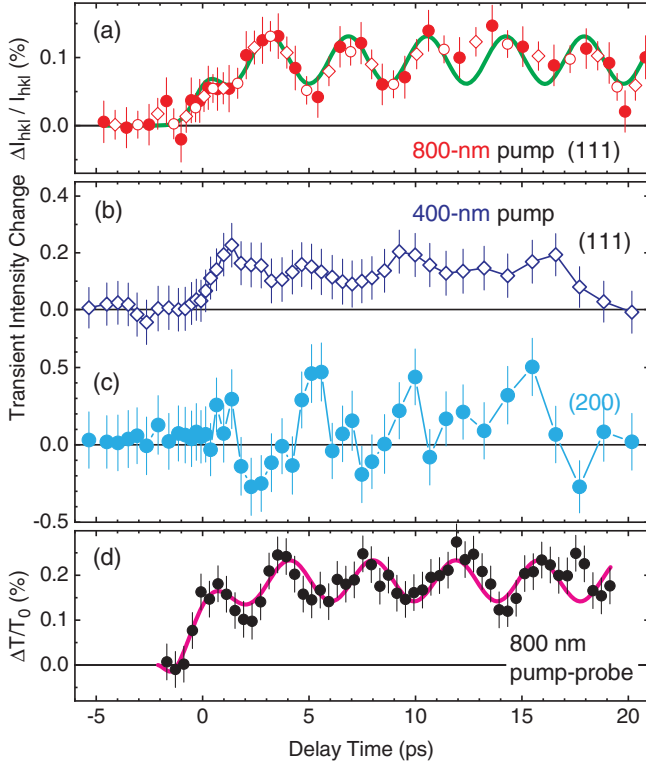 Transient Intensity Change ΔI_hkl / I_hkl (%)
(a)
0.1
0.0
800-nm pump (111)
(b)
400-nm pump
(111)
0.4
0.2
0.0
(c)
(200)
0.5
0.0
-0.5
(d)
ΔT/T₀ (%)
0.2
0.1
0.0
800 nm
pump-probe
-5 0 5 10 15 20
Delay Time (ps)